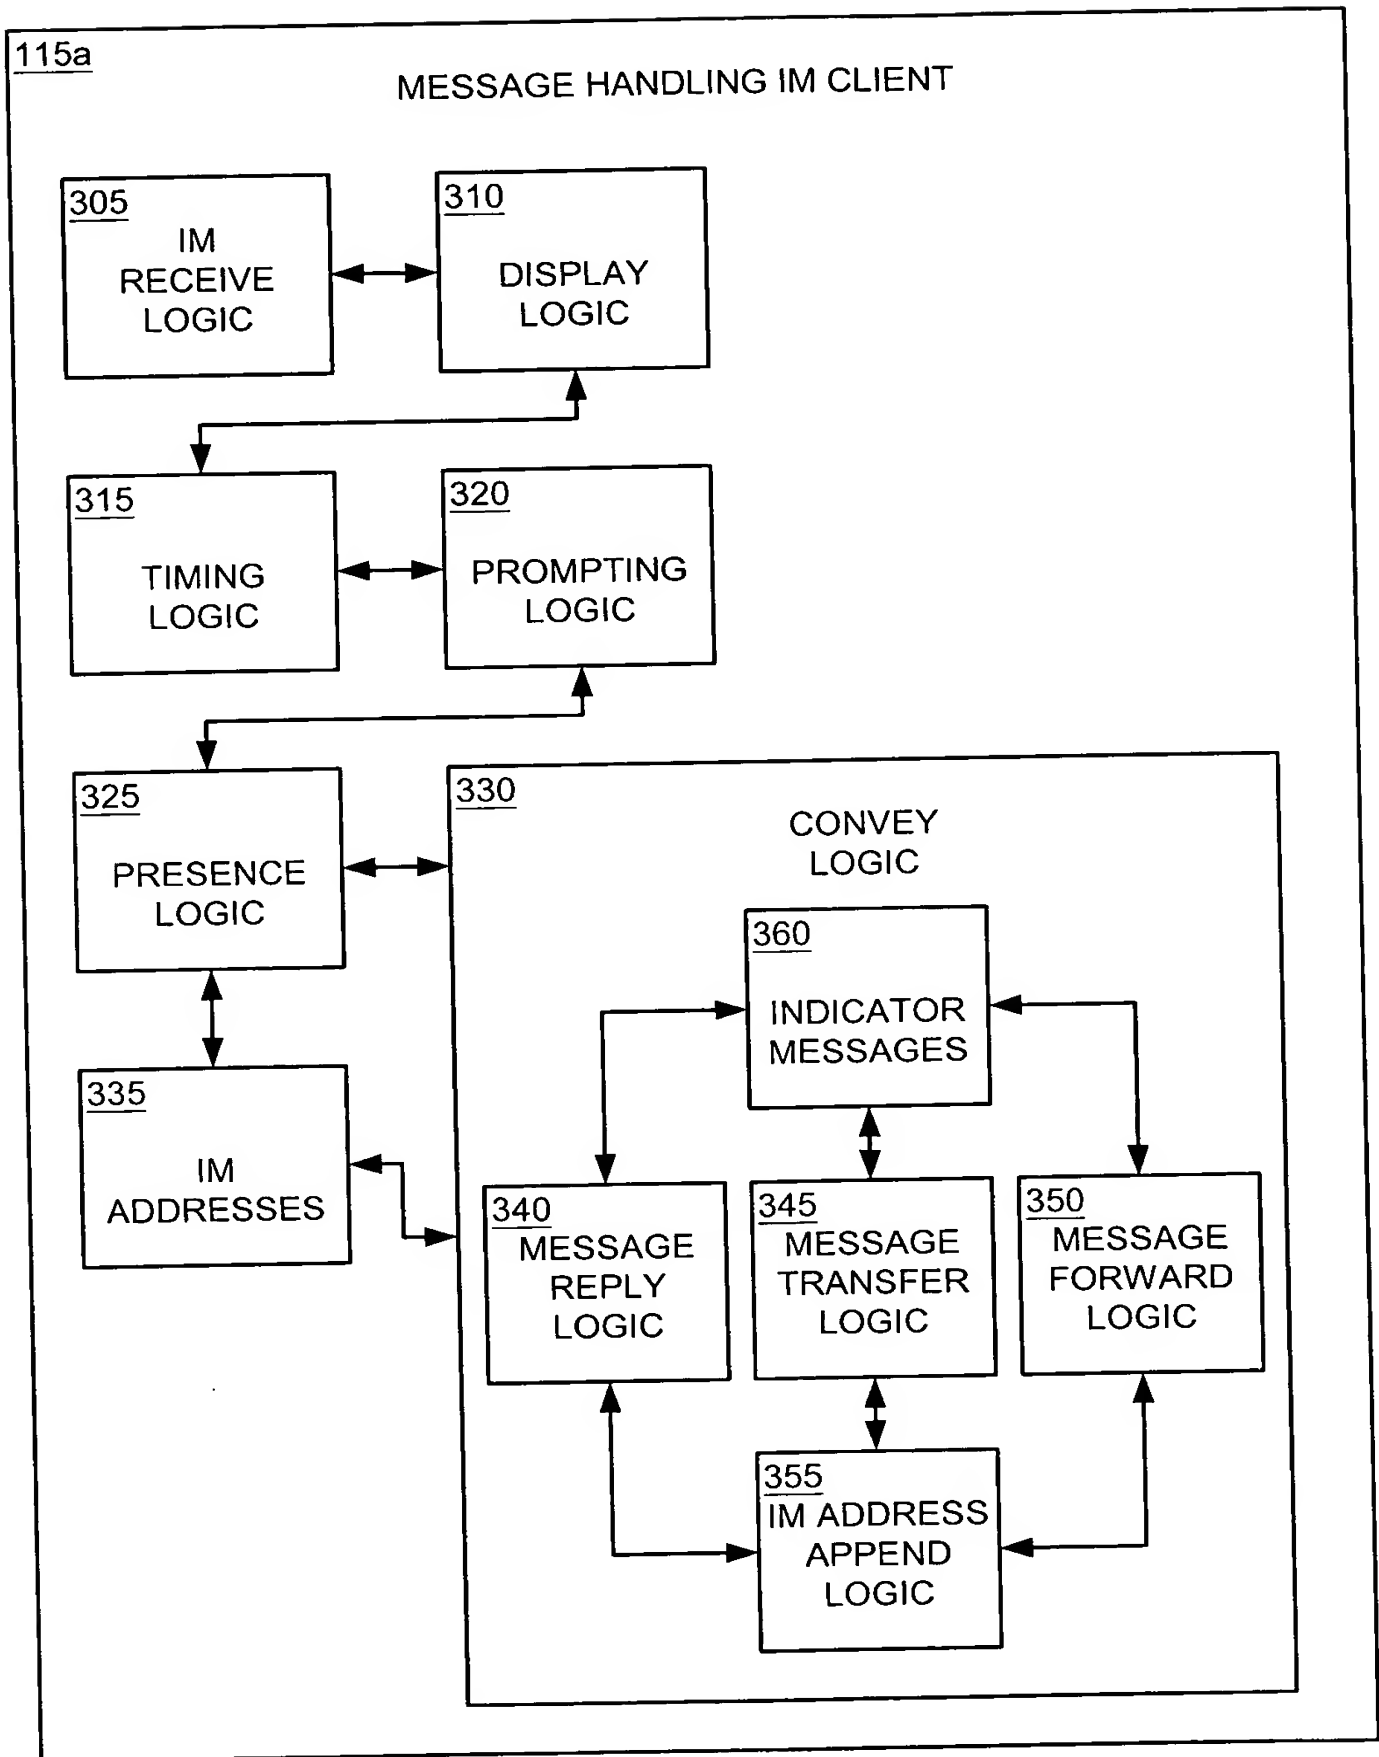 115a
MESSAGE HANDLING IM CLIENT
305
IM
RECEIVE
LOGIC
310
DISPLAY
LOGIC
315
TIMING
LOGIC
320
PROMPTING
LOGIC
325
PRESENCE
LOGIC
330
CONVEY
LOGIC
360
INDICATOR
MESSAGES
335
IM
ADDRESSES
340
MESSAGE
REPLY
LOGIC
345
MESSAGE
TRANSFER
LOGIC
350
MESSAGE
FORWARD
LOGIC
355
IM ADDRESS
APPEND
LOGIC